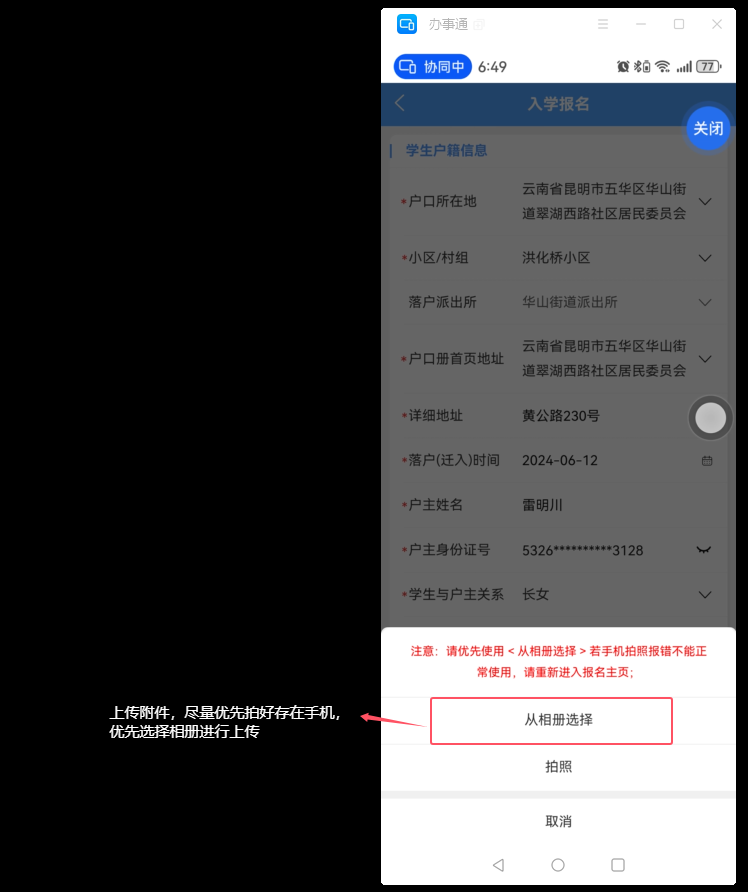 办事通
协同中 6:49 77
入学报名
关闭
学生户籍信息
*户口所在地 云南省昆明市五华区华山街
道翠湖西路社区居民委员会
*小区/村组 洪化桥小区
落户派出所 华山街道派出所
*户口册首页地址 云南省昆明市五华区华山街
道翠湖西路社区居民委员会
*详细地址 黄公路230号
*落户(迁入)时间 2024-06-12
*户主姓名 雷明川
*户主身份证号 5326**********3128
*学生与户主关系 长女
注意：请优先使用 < 从相册选择 > 若手机拍照报错不能正
常使用，请重新进入报名主页；
上传附件，尽量优先拍好存在手机，
优先选择相册进行上传
从相册选择
拍照
取消